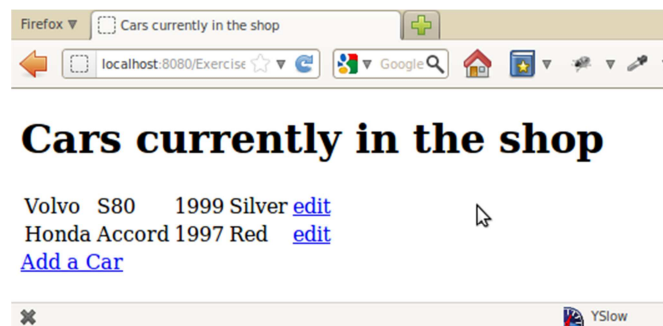 Firefox
Cars currently in the shop
localhost:8080/Exercise
Google
Cars currently in the shop
Volvo S80 1999 Silver edit
Honda Accord 1997 Red edit
Add a Car
YSlow